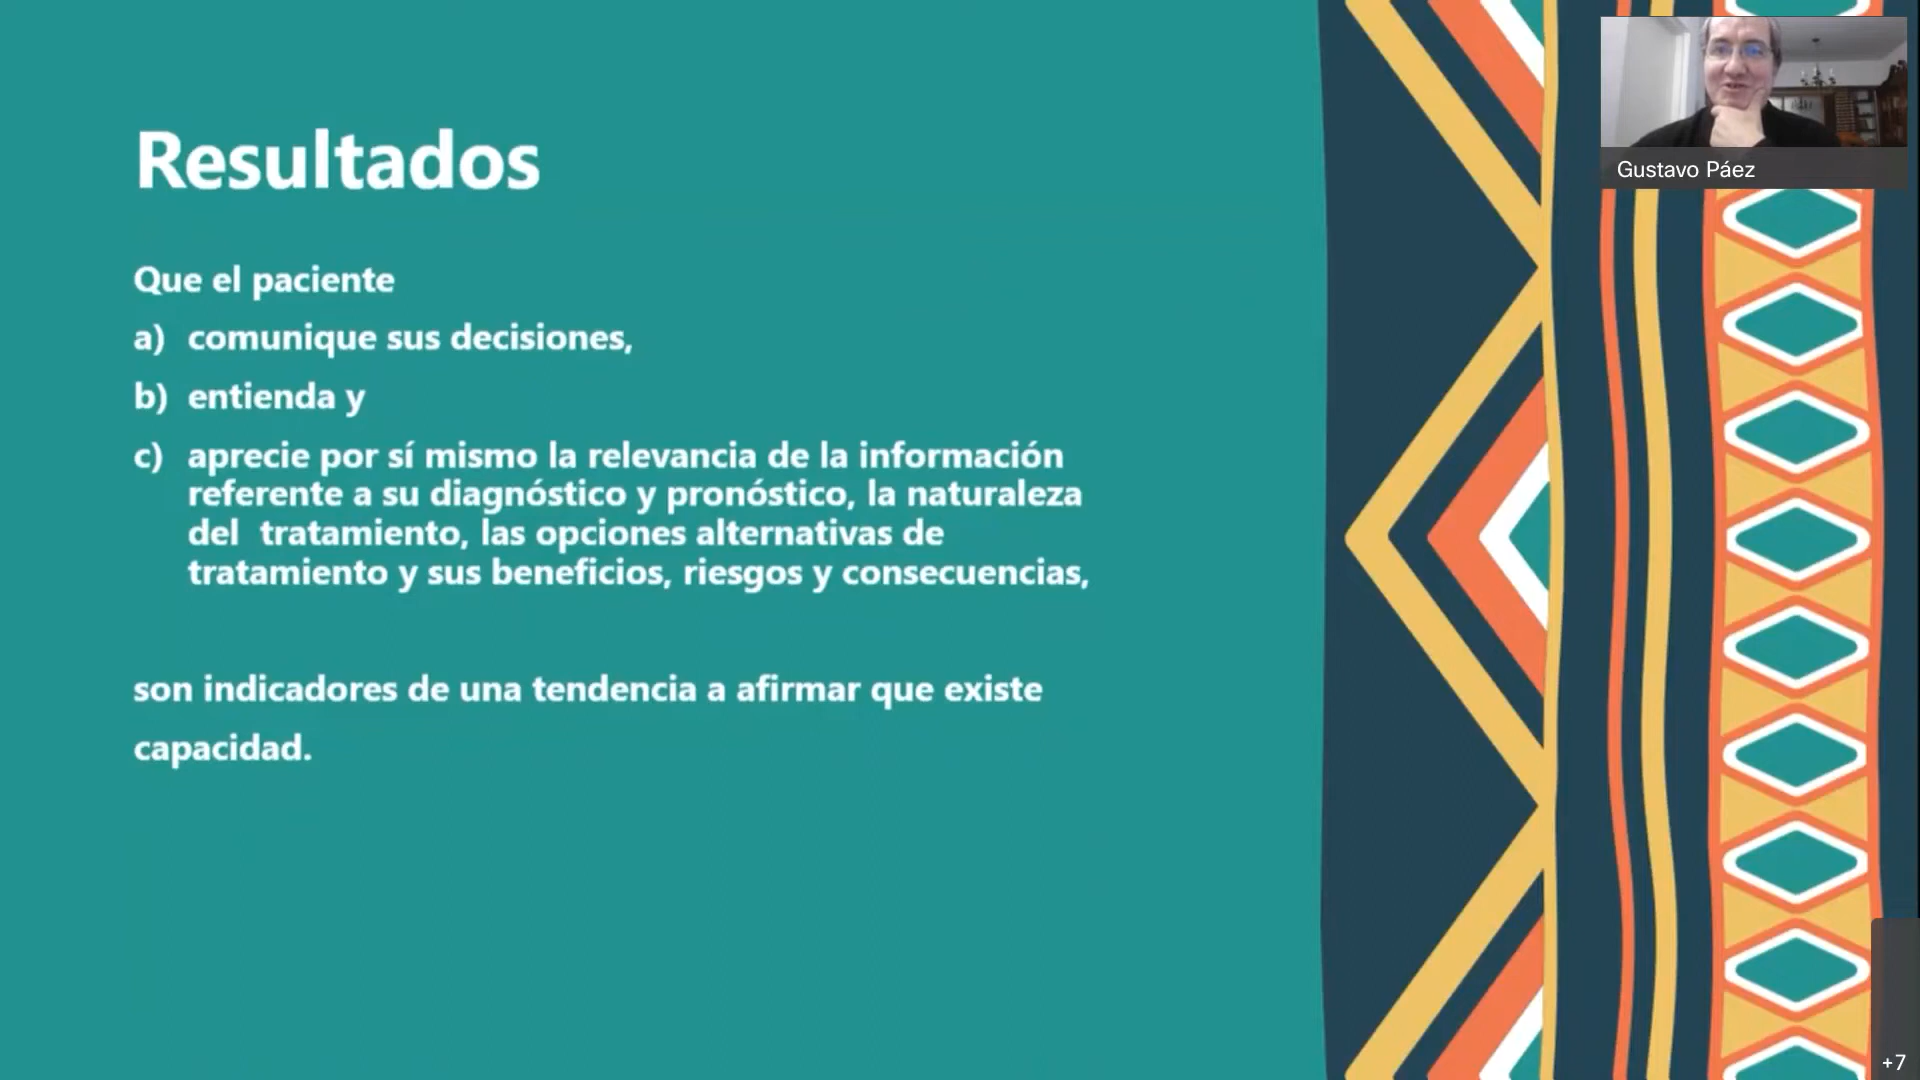 Resultados
Que el paciente
a) comunique sus decisiones,
b) entienda y
c) aprecie por sí mismo la relevancia de la información
referente a su diagnóstico y pronóstico, la naturaleza
del  tratamiento, las opciones alternativas de
tratamiento y sus beneficios, riesgos y consecuencias,
son indicadores de una tendencia a afirmar que existe
capacidad.
Gustavo Páez
+7